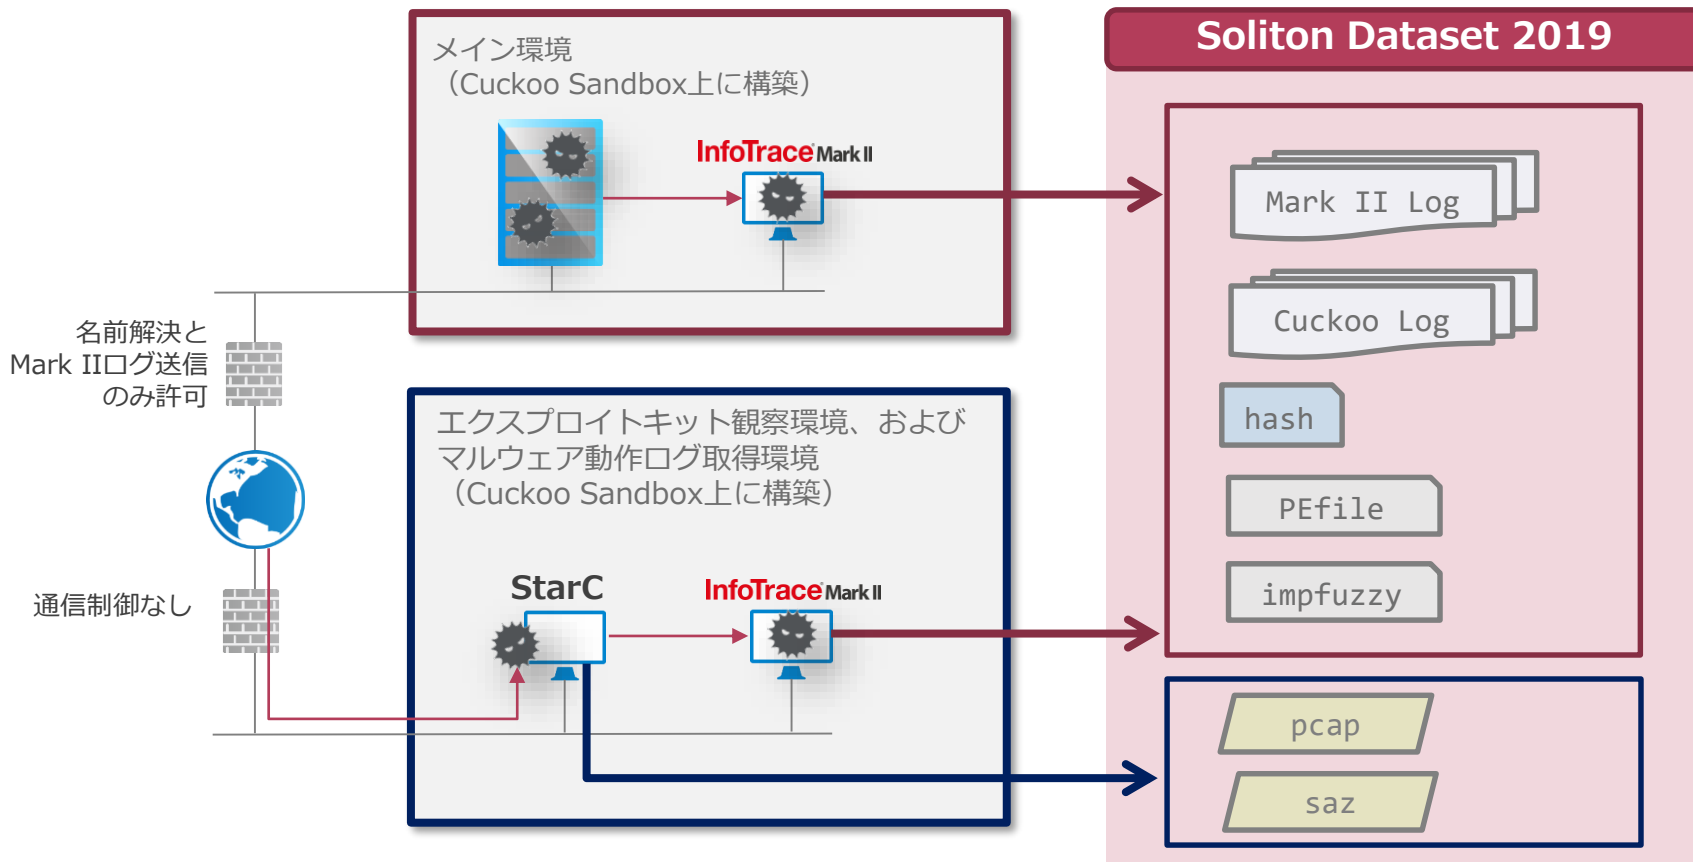 メイン環境
（Cuckoo Sandbox上に構築）
InfoTrace Mark II
名前解決と
Mark IIログ送信
のみ許可
通信制御なし
エクスプロイトキット観察環境、および
マルウェア動作ログ取得環境
（Cuckoo Sandbox上に構築）
StarC
InfoTrace Mark II
Soliton Dataset 2019
Mark II Log
Cuckoo Log
hash
PEfile
impfuzzy
pcap
saz